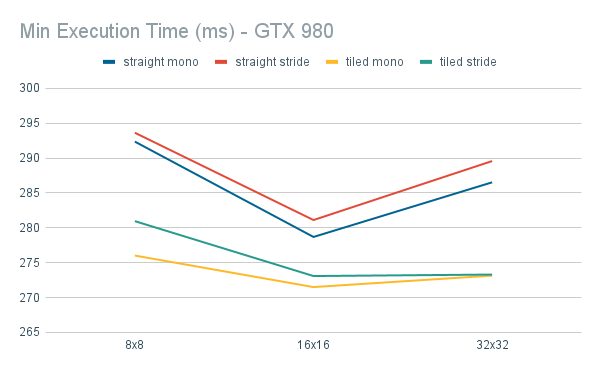 Min Execution Time (ms) - GTX 980
straight mono straight stride tiled mono tiled stride
300
295
290
285
280
275
270
265
8x8 16x16 32x32